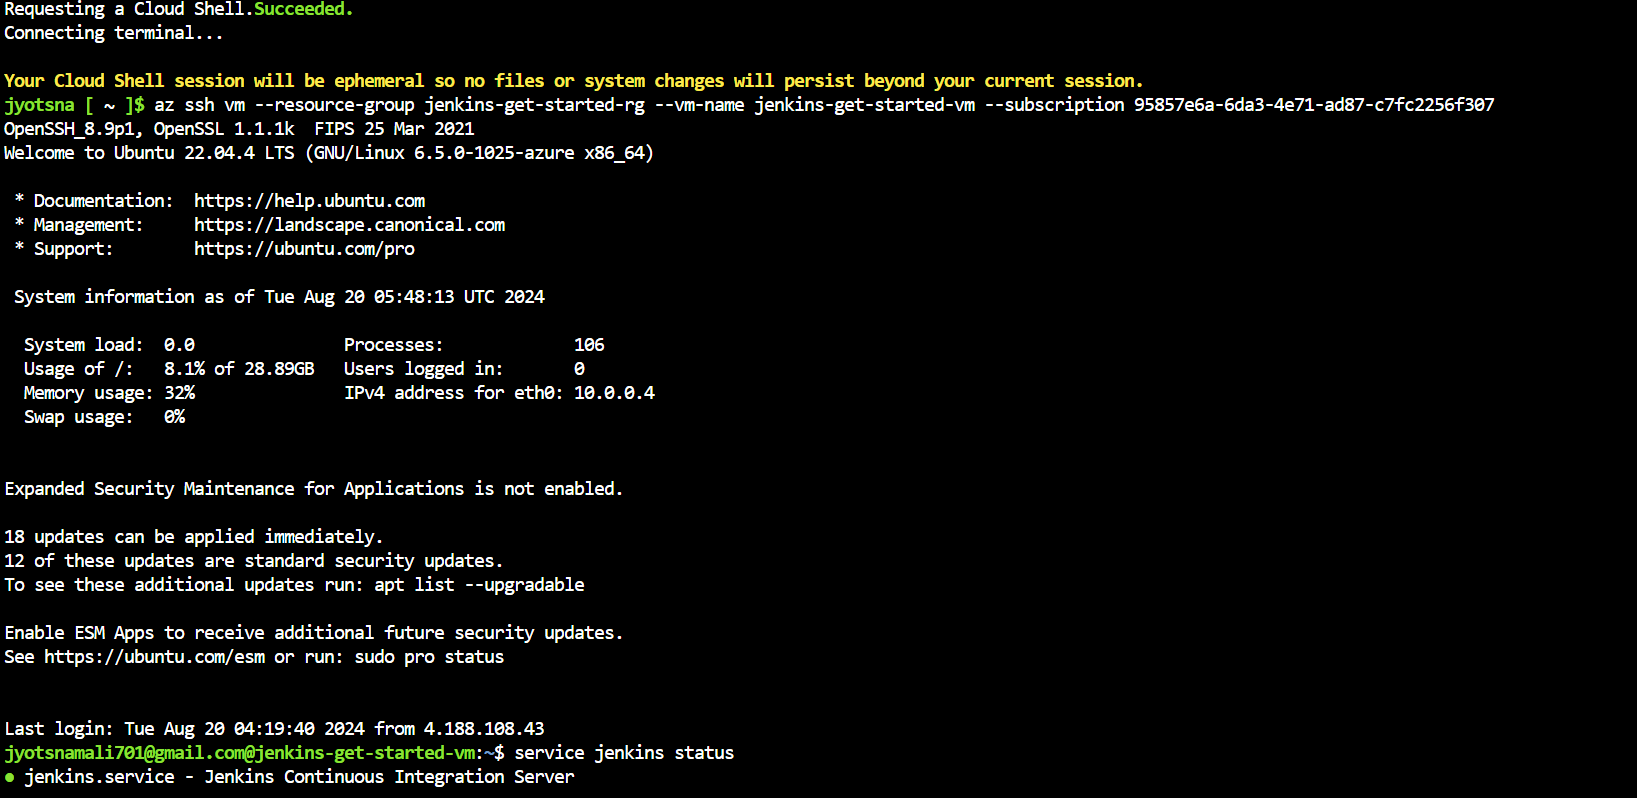 Requesting a Cloud Shell.Succeeded.
Connecting terminal...
Your Cloud Shell session will be ephemeral so no files or system changes will persist beyond your current session.
jyotsna [ ~ ]$ az ssh vm --resource-group jenkins-get-started-rg --vm-name jenkins-get-started-vm --subscription 95857e6a-6da3-4e71-ad87-c7fc2256f307
OpenSSH_8.9p1, OpenSSL 1.1.1k  FIPS 25 Mar 2021
Welcome to Ubuntu 22.04.4 LTS (GNU/Linux 6.5.0-1025-azure x86_64)
* Documentation:  https://help.ubuntu.com
* Management:     https://landscape.canonical.com
* Support:        https://ubuntu.com/pro
System information as of Tue Aug 20 05:48:13 UTC 2024
System load:  0.0               Processes:             106
Usage of /:   8.1% of 28.89GB   Users logged in:       0
Memory usage: 32%               IPv4 address for eth0: 10.0.0.4
Swap usage:   0%
Expanded Security Maintenance for Applications is not enabled.
18 updates can be applied immediately.
12 of these updates are standard security updates.
To see these additional updates run: apt list --upgradable
Enable ESM Apps to receive additional future security updates.
See https://ubuntu.com/esm or run: sudo pro status
Last login: Tue Aug 20 04:19:40 2024 from 4.188.108.43
jyotsnamali701@gmail.com@jenkins-get-started-vm:~$ service jenkins status
● jenkins.service - Jenkins Continuous Integration Server